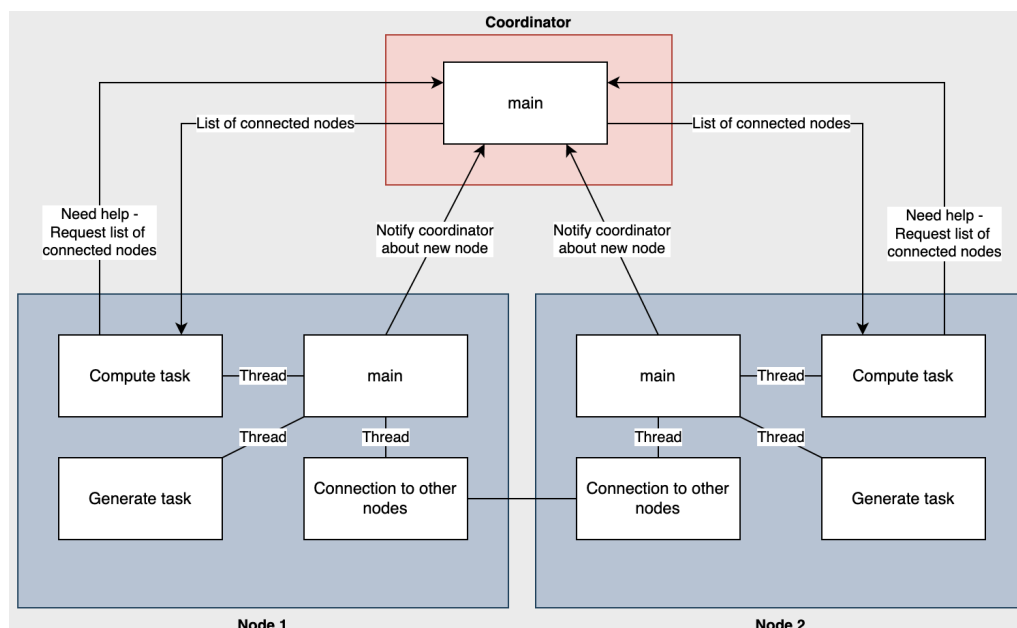 Coordinator
main
List of connected nodes
List of connected nodes
Need help -
Request list of
connected nodes
Notify coordinator
about new node
Notify coordinator
about new node
Need help -
Request list of
connected nodes
Compute task
Thread
main
main
Thread
Compute task
Thread
Thread
Thread
Thread
Generate task
Connection to other
nodes
Connection to other
nodes
Generate task
Node 1
Node 2